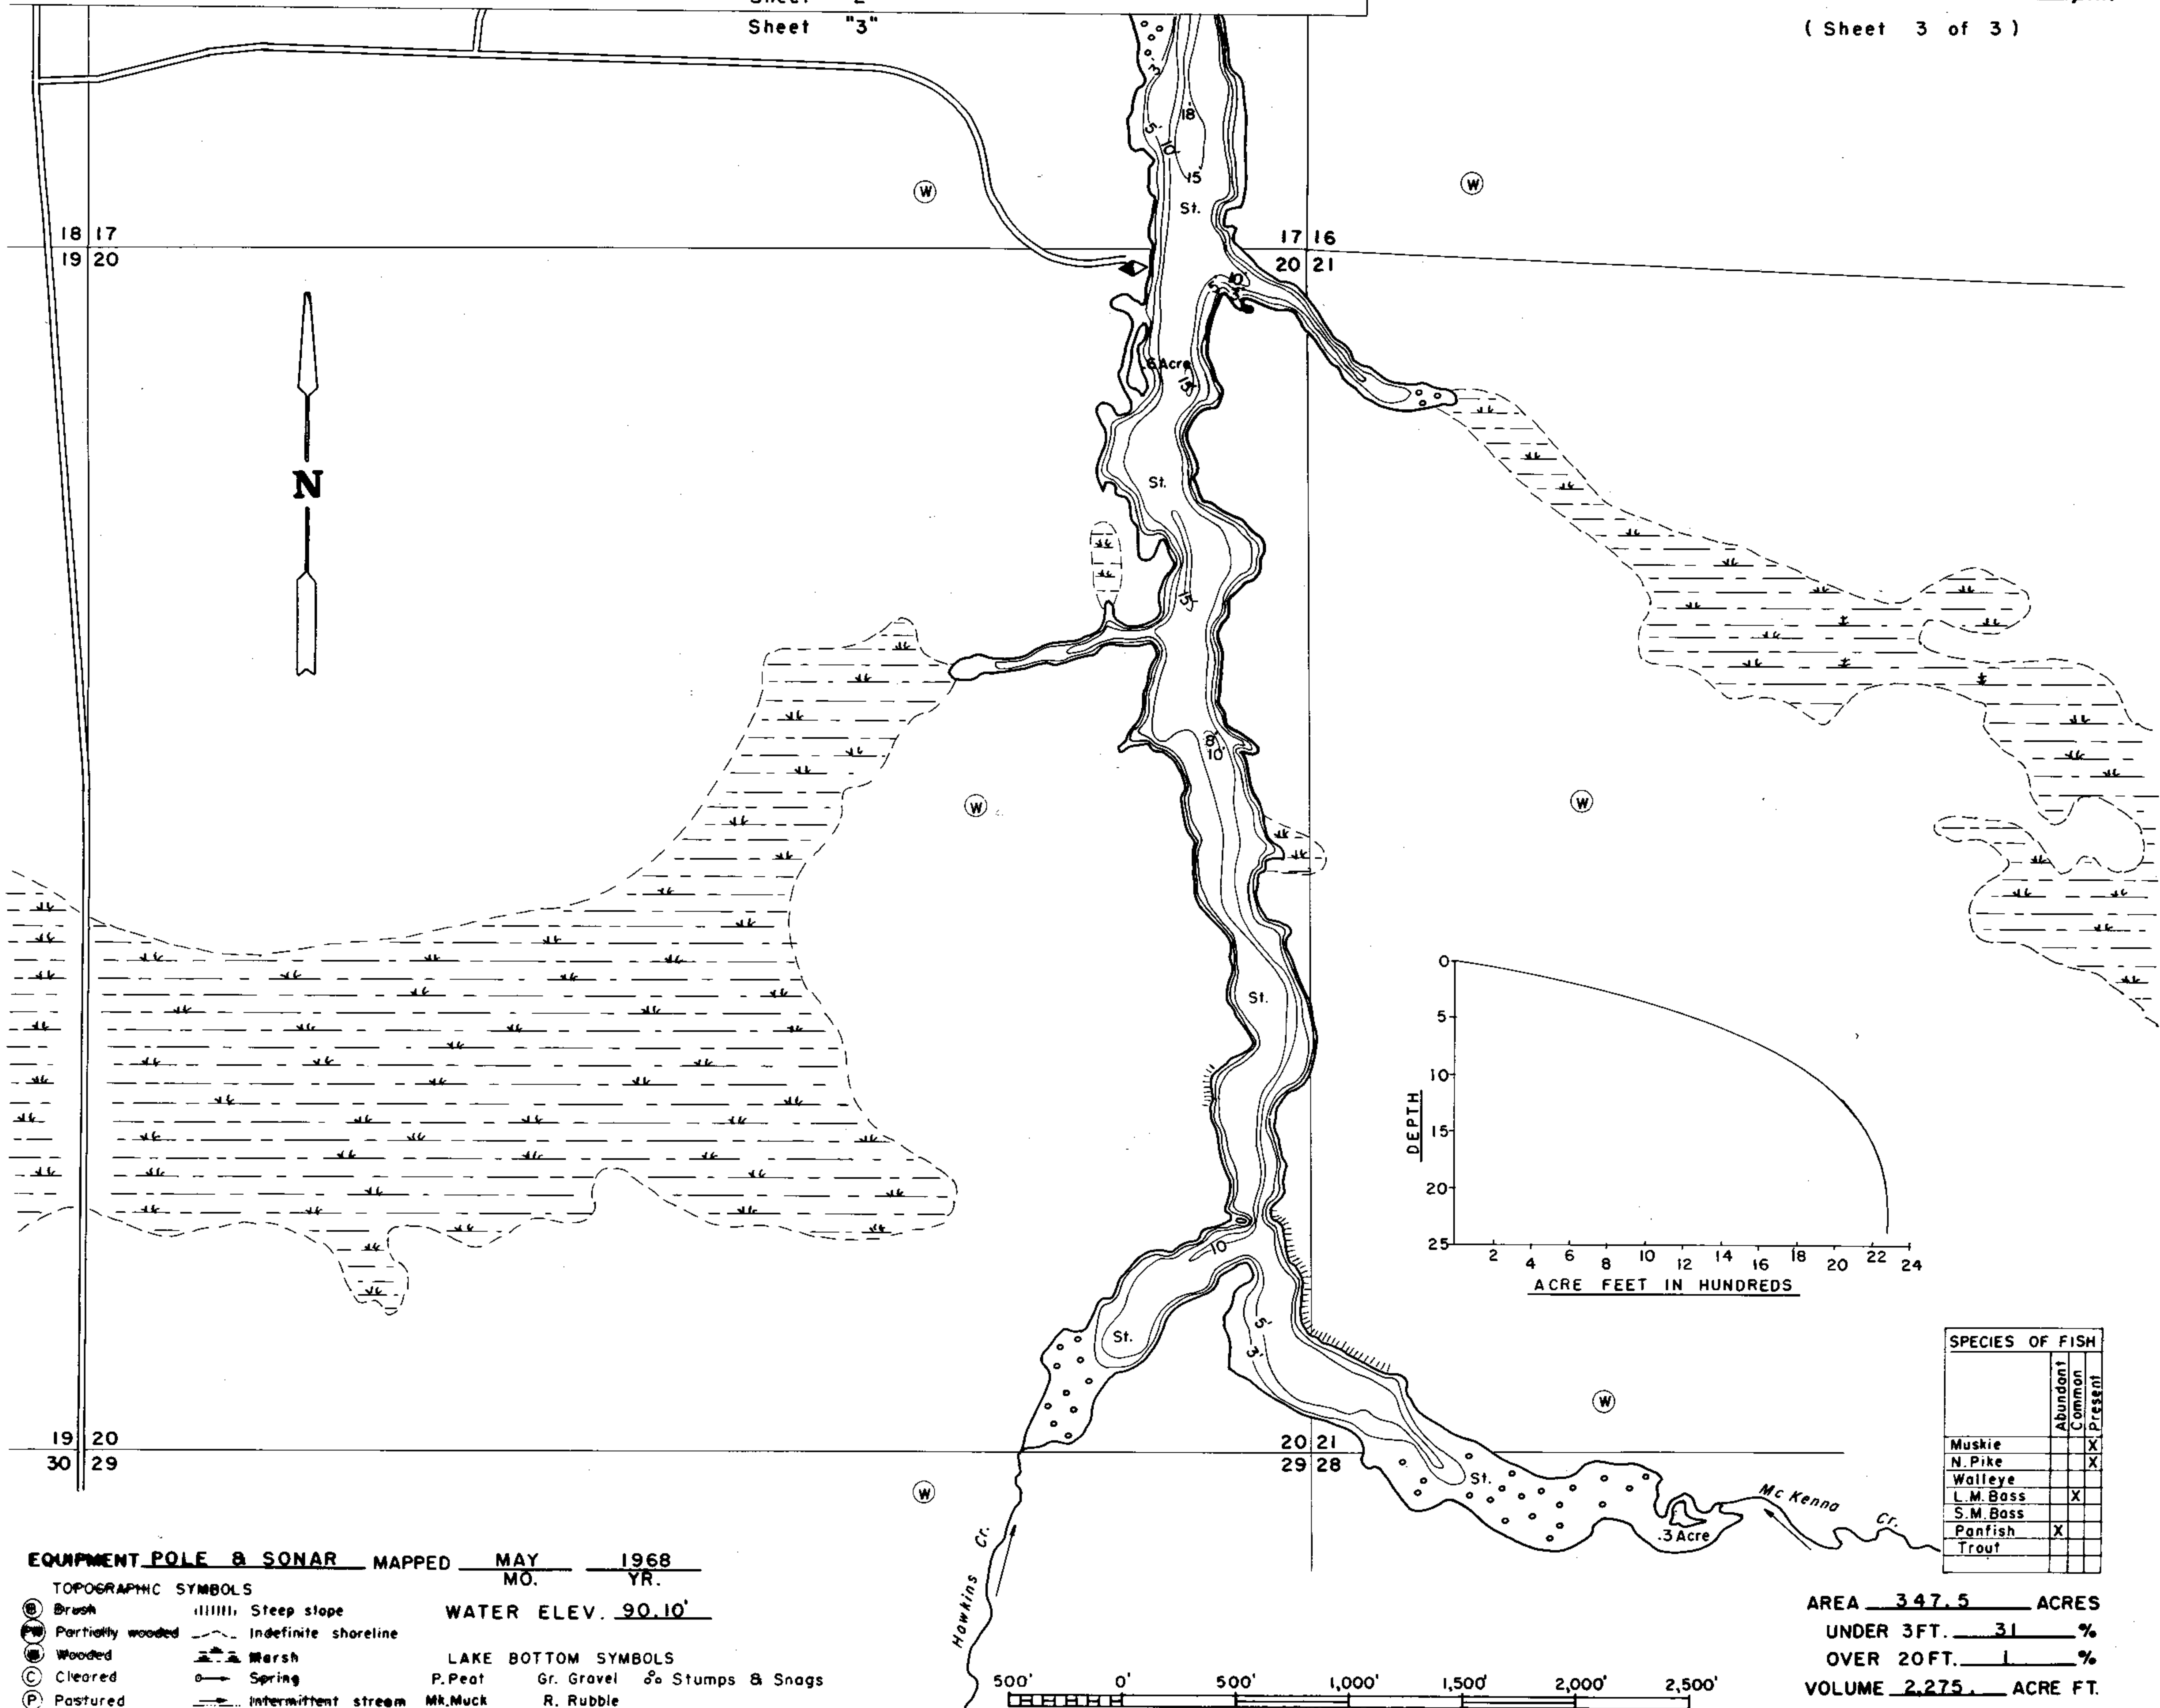 Sheet "3"
( Sheet 3 of 3 )
3'
18'
5'
10'
15'
St.
W
W
18 17
19 20
17 16
20 21
10'
5'
3'
.6 Acre
15'
N
St.
15'
8'
10'
W
W
St.
0
5
10
15
20
25
DEPTH
2 4 6 8 10 12 14 16 18 20 22 24
ACRE FEET IN HUNDREDS
10
St.
5'
3'
W
SPECIES OF FISH
Abundant
Common
Present
Muskie X
N. Pike X
Walleye
L.M. Bass X
S.M. Bass
Panfish X
Trout
19 20
30 29
20 21
29 28
St.
W
Mc Kenna Cr.
.3 Acre
Hawkins Cr.
EQUIPMENT POLE & SONAR MAPPED MAY 1968
MO. YR.
TOPOGRAPHIC SYMBOLS
B Brush Steep slope WATER ELEV. 90.10'
PW Partially wooded Indefinite shoreline
W Wooded Marsh LAKE BOTTOM SYMBOLS
C Cleared Spring P. Peat Gr. Gravel Stumps & Snags
P Pastured Intermittent stream Mk. Muck R. Rubble
500' 0' 500' 1,000' 1,500' 2,000' 2,500'
AREA 347.5 ACRES
UNDER 3 FT. 31 %
OVER 20 FT. 1 %
VOLUME 2,275. ACRE FT.